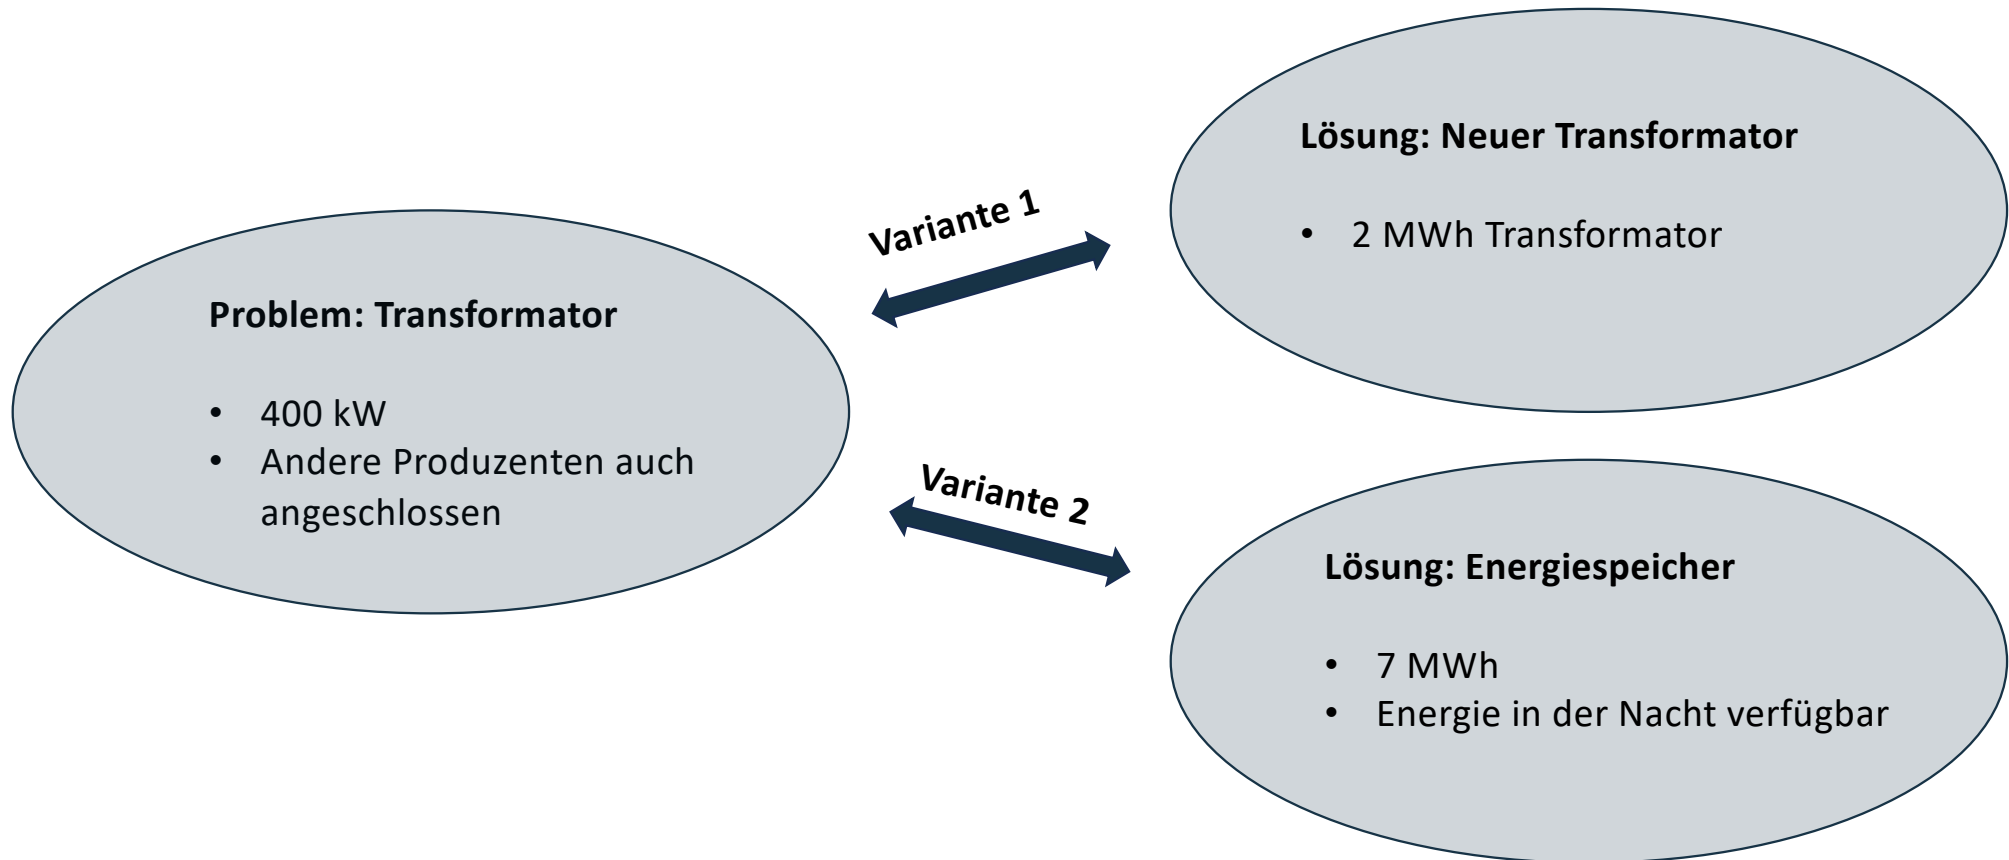 Problem: Transformator
• 400 kW
• Andere Produzenten auch
angeschlossen
Variante 1
Lösung: Neuer Transformator
• 2 MWh Transformator
Variante 2
Lösung: Energiespeicher
• 7 MWh
• Energie in der Nacht verfügbar